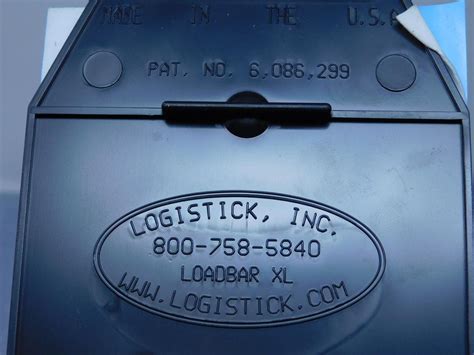 MADE IN THE U.S.A
PAT. NO. 6,086,299
LOGISTICK, INC.
800-758-5840
LOADBAR XL
WWW.LOGISTICK.COM